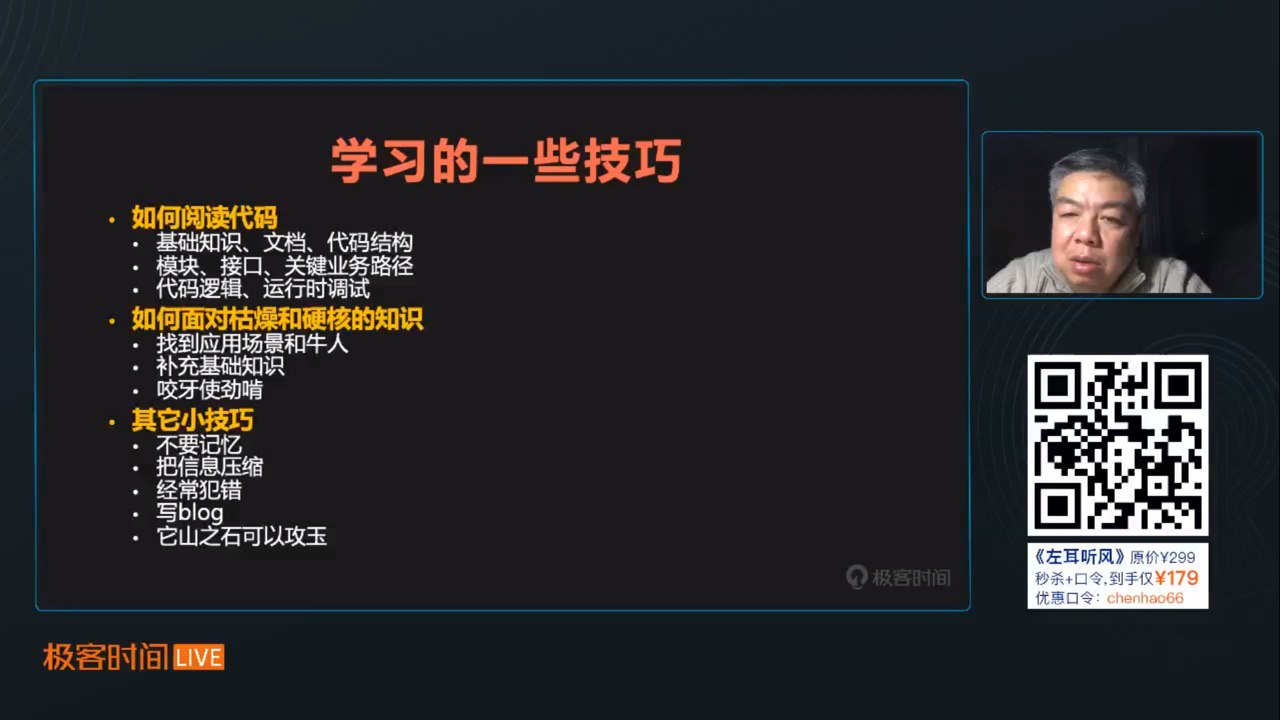 学习的一些技巧
• 如何阅读代码
• 基础知识、文档、代码结构
• 模块、接口、关键业务路径
• 代码逻辑、运行时调试
• 如何面对枯燥和硬核的知识
• 找到应用场景和牛人
• 补充基础知识
• 咬牙使劲啃
• 其它小技巧
• 不要记忆
• 把信息压缩
• 经常犯错
• 写blog
• 它山之石可以攻玉
极客时间
《左耳听风》原价¥299
秒杀+口令,到手仅¥179
优惠口令：chenhao66
极客时间 LIVE